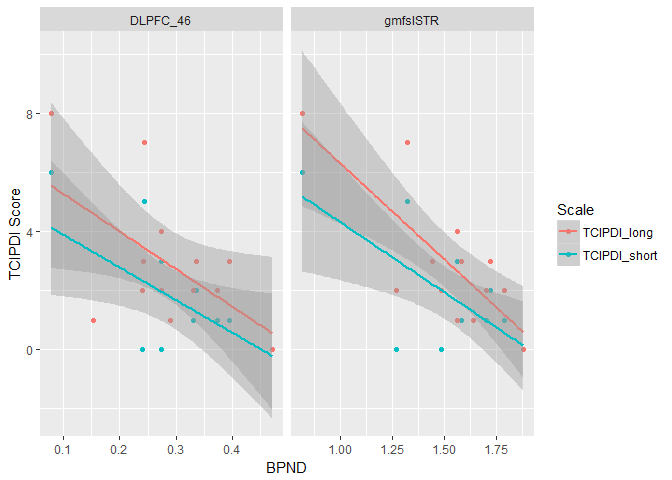 DLPFC_46
gmfslSTR
TCIPDI Score
8
4
0
0.1
0.2
0.3
0.4
1.00
1.25
1.50
1.75
BPND
Scale
TCIPDI_long
TCIPDI_short